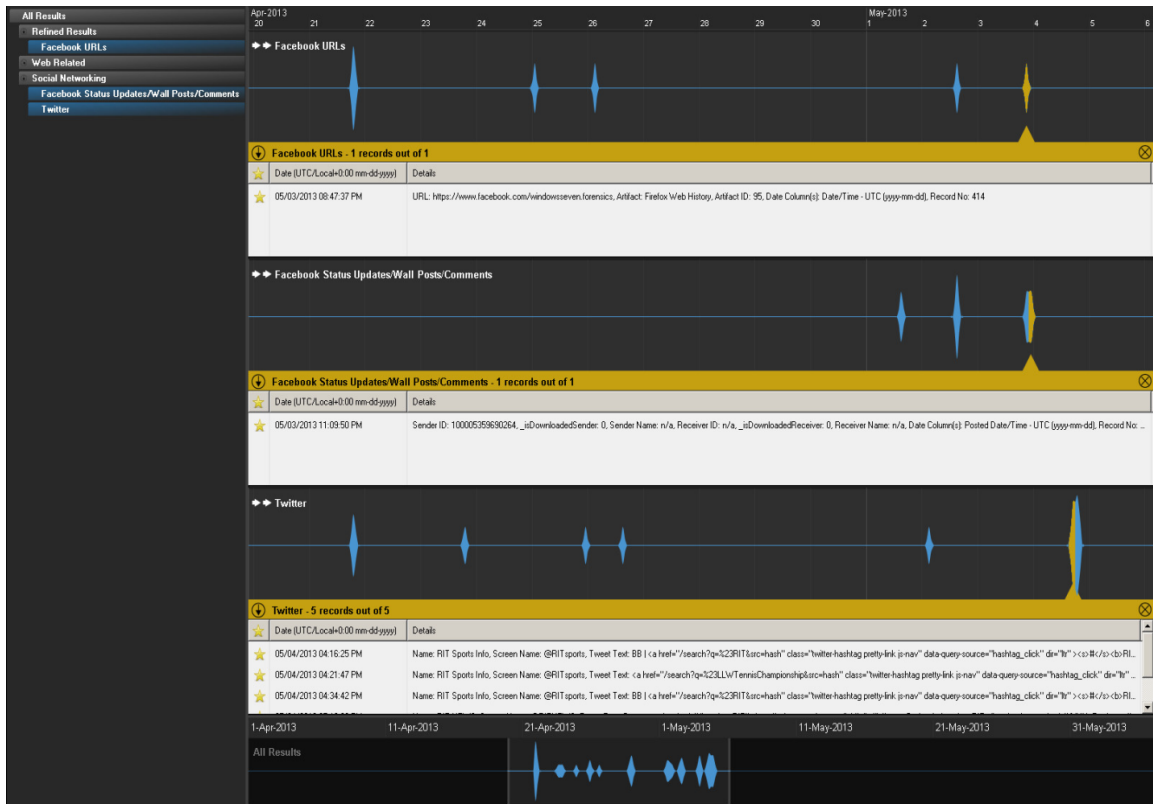 All Results
Refined Results
Facebook URLs
Web Related
Social Networking
Facebook Status Updates/Wall Posts/Comments
Twitter
Apr-2013 May-2013
20 21 22 23 24 25 26 27 28 29 30 1 2 3 4 5 6
Facebook URLs
Facebook URLs - 1 records out of 1
Date (UTC/Local+0:00 mm-dd-yyyy) Details
05/03/2013 08:47:37 PM URL: https://www.facebook.com/windowsseven.forensics, Artifact: Firefox Web History, Artifact ID: 95, Date Column(s): Date/Time - UTC (yyyy-mm-dd), Record No: 414
Facebook Status Updates/Wall Posts/Comments
Facebook Status Updates/Wall Posts/Comments - 1 records out of 1
Date (UTC/Local+0:00 mm-dd-yyyy) Details
05/03/2013 11:09:50 PM Sender ID: 100005359690264, _isDownloadedSender: 0, Sender Name: n/a, Receiver ID: n/a, _isDownloadedReceiver: 0, Receiver Name: n/a, Date Column(s): Posted Date/Time - UTC (yyyy-mm-dd), Record No: ...
Twitter
Twitter - 5 records out of 5
Date (UTC/Local+0:00 mm-dd-yyyy) Details
05/04/2013 04:16:25 PM Name: RIT Sports Info, Screen Name: @RITsports, Tweet Text: BB | <a href="/search?q=%23RIT&src=hash" class="twitter-hashtag pretty-link js-nav" data-query-source="hashtag_click" dir="ltr" ><s>#</s><b>RI...
05/04/2013 04:21:47 PM Name: RIT Sports Info, Screen Name: @RITsports, Tweet Text: <a href="/search?q=%23LLWTennisChampionship&src=hash" class="twitter-hashtag pretty-link js-nav" data-query-source="hashtag_click" dir="ltr" ...
05/04/2013 04:34:42 PM Name: RIT Sports Info, Screen Name: @RITsports, Tweet Text: BB | <a href="/search?q=%23RIT&src=hash" class="twitter-hashtag pretty-link js-nav" data-query-source="hashtag_click" dir="ltr" ><s>#</s><b>RI...
1-Apr-2013 11-Apr-2013 21-Apr-2013 1-May-2013 11-May-2013 21-May-2013 31-May-2013
All Results